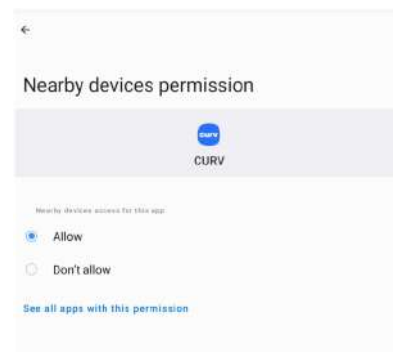 Nearby devices permission
curv
CURV
Nearby devices access for this app
Allow
Don't allow
See all apps with this permission